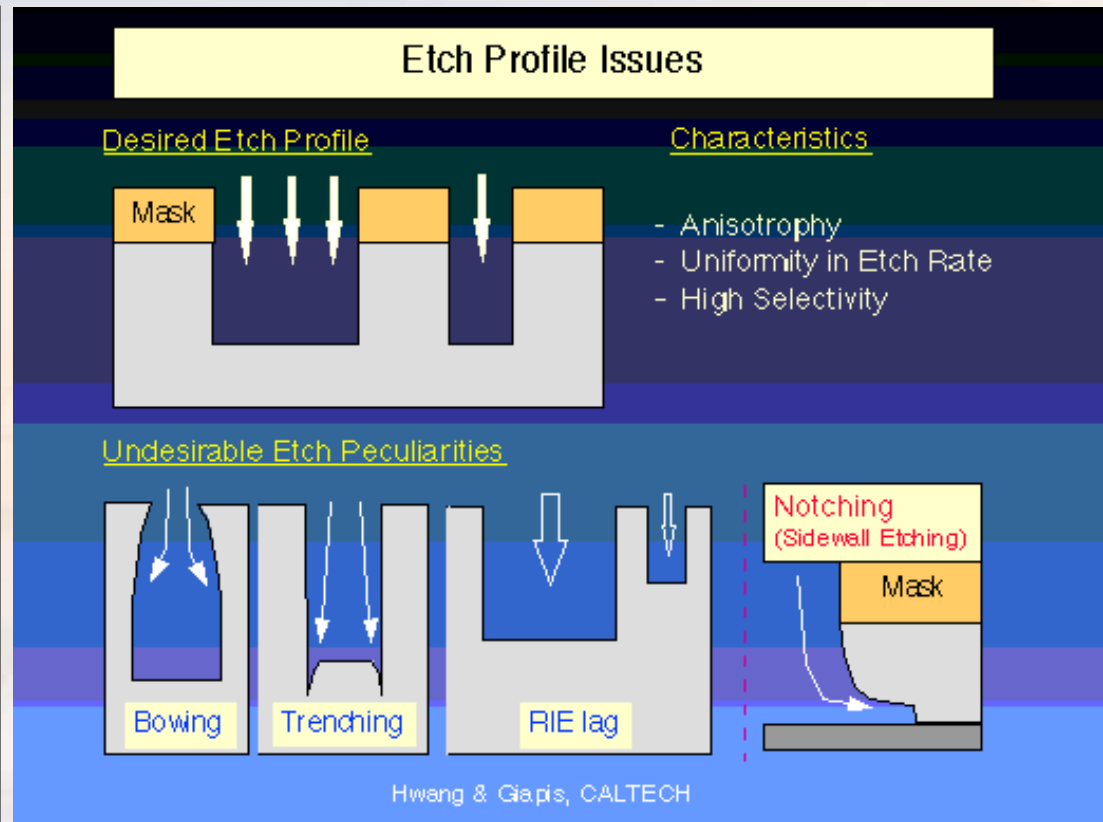 Etch Profile Issues
Desired Etch Profile
Mask
Characteristics
- Anisotropy
- Uniformity in Etch Rate
- High Selectivity
Undesirable Etch Peculiarities
Bowing
Trenching
RIE lag
Notching
(Sidewall Etching)
Mask
Hwang & Giapis, CALTECH